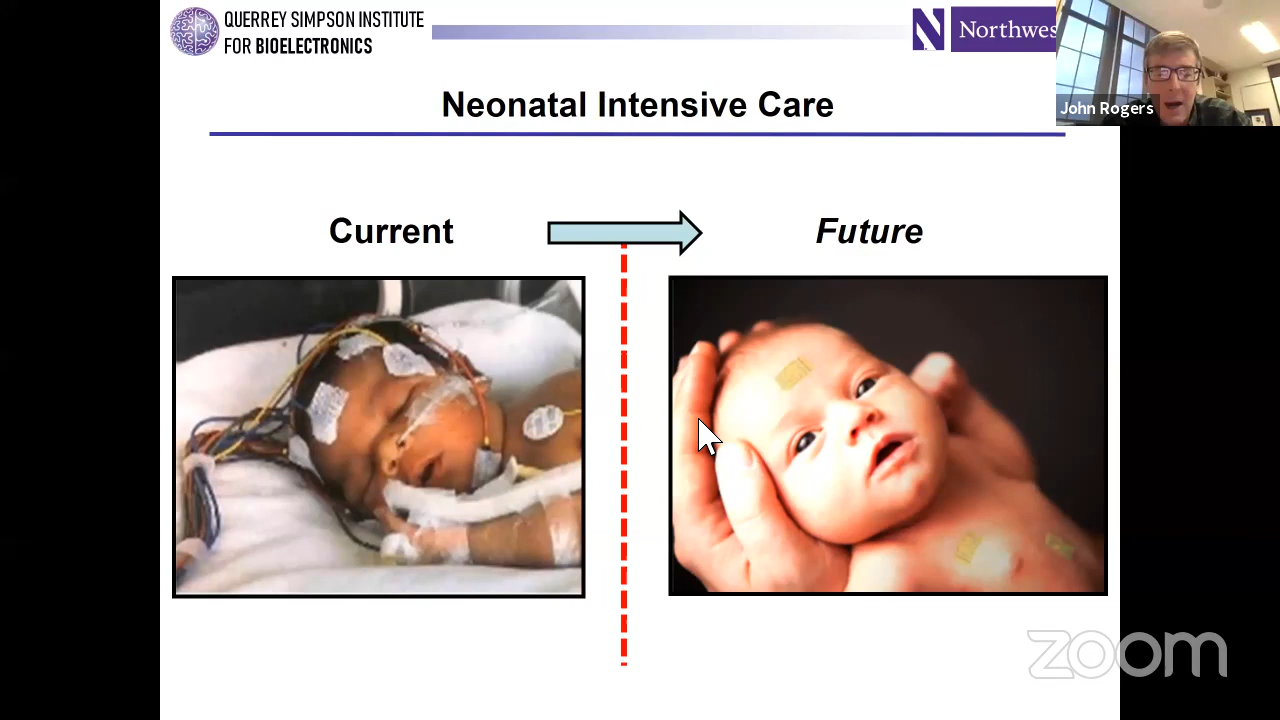 QUERREY SIMPSON INSTITUTE
FOR BIOELECTRONICS
N
Northwes
John Rogers
Neonatal Intensive Care
Current
Future
zoom